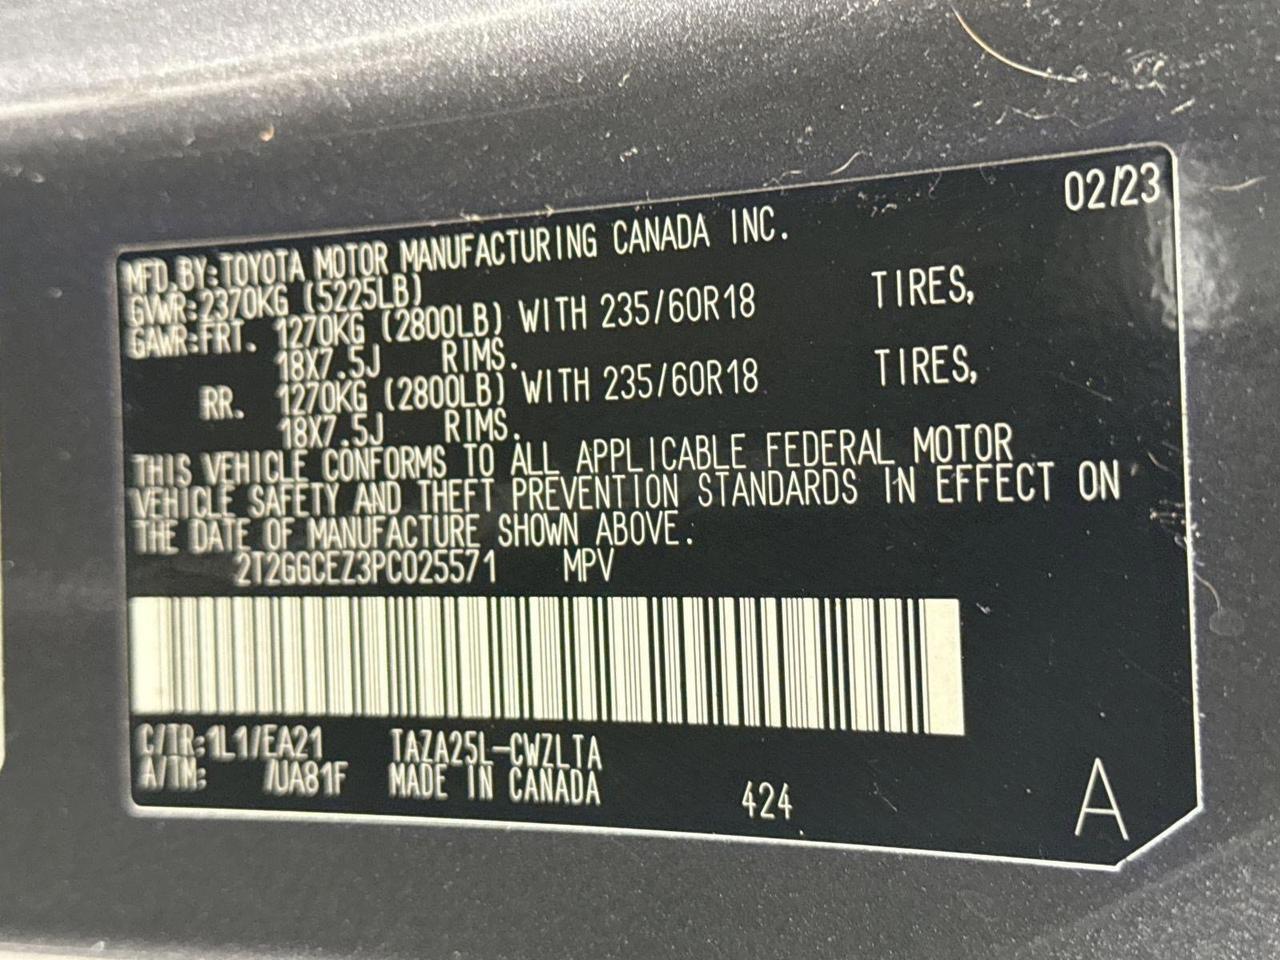 02/23
MFD.BY:TOYOTA MOTOR MANUFACTURING CANADA INC.
GVWR:2370KG (5225LB)
GAWR:FRT. 1270KG (2800LB) WITH 235/60R18 TIRES,
18X7.5J RIMS.
RR. 1270KG (2800LB) WITH 235/60R18 TIRES,
18X7.5J RIMS.
THIS VEHICLE CONFORMS TO ALL APPLICABLE FEDERAL MOTOR
VEHICLE SAFETY AND THEFT PREVENTION STANDARDS IN EFFECT ON
THE DATE OF MANUFACTURE SHOWN ABOVE.
2T2GGCEZ3PC025571 MPV
C/TR:1L1/EA21 TAZA25L-CWZLTA
A/TM: /UA81F MADE IN CANADA
424 A